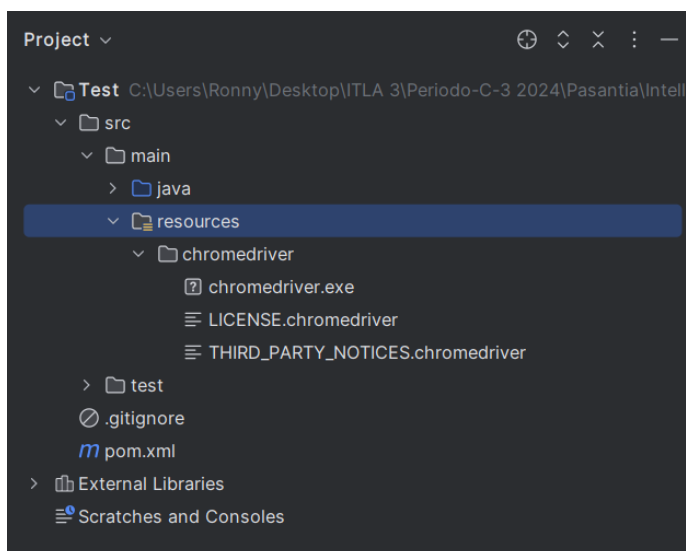 Project
Test C:\Users\Ronny\Desktop\ITLA 3\Periodo-C-3 2024\Pasantia\Intell
src
main
java
resources
chromedriver
chromedriver.exe
LICENSE.chromedriver
THIRD_PARTY_NOTICES.chromedriver
test
.gitignore
pom.xml
External Libraries
Scratches and Consoles